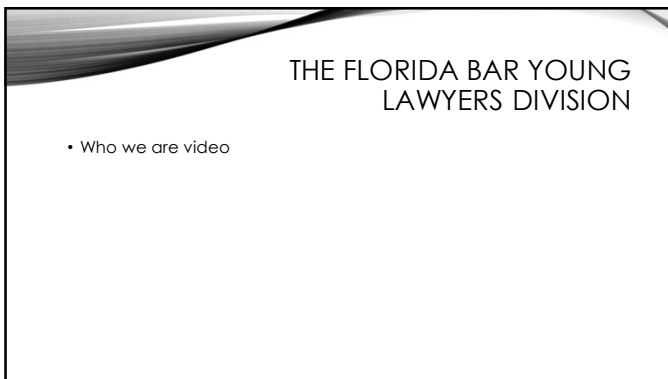 THE FLORIDA BAR YOUNG
LAWYERS DIVISION
• Who we are video